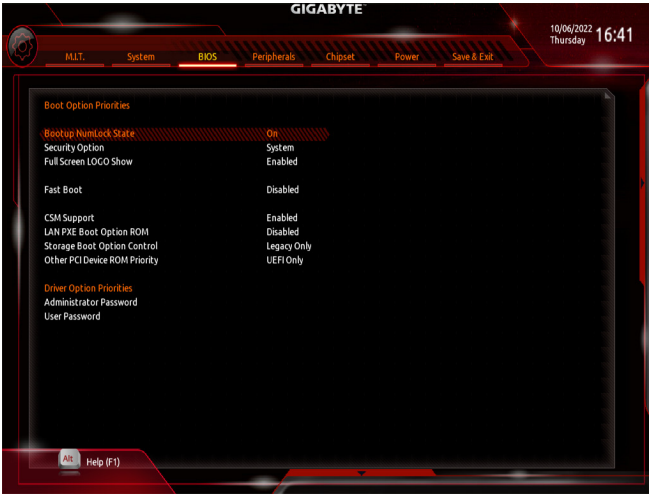 GIGABYTE
10/06/2022 16:41
Thursday
M.I.T. System BIOS Peripherals Chipset Power Save & Exit
Boot Option Priorities
Bootup NumLock State On
Security Option System
Full Screen LOGO Show Enabled
Fast Boot Disabled
CSM Support Enabled
LAN PXE Boot Option ROM Disabled
Storage Boot Option Control Legacy Only
Other PCI Device ROM Priority UEFI Only
Driver Option Priorities
Administrator Password
User Password
Alt Help (F1)